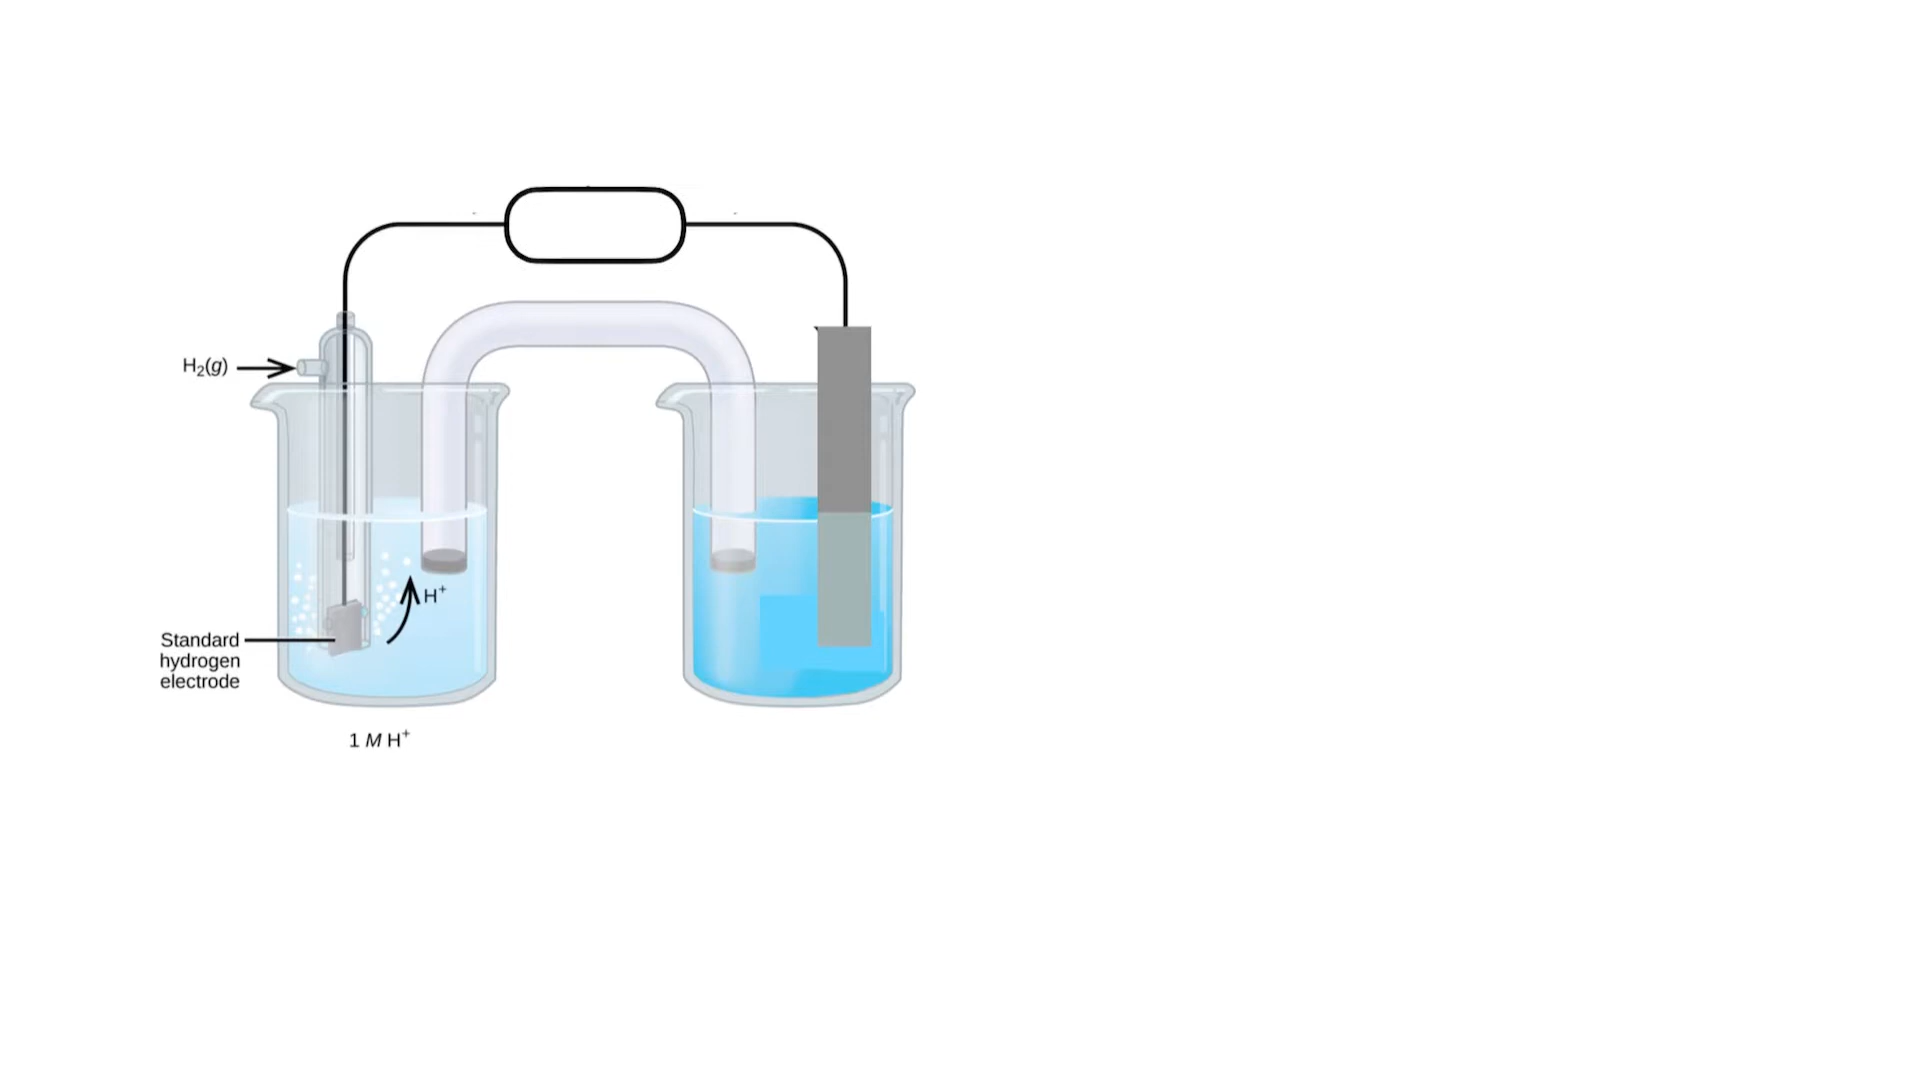 H₂(g)
H⁺
Standard
hydrogen
electrode
1 M H⁺